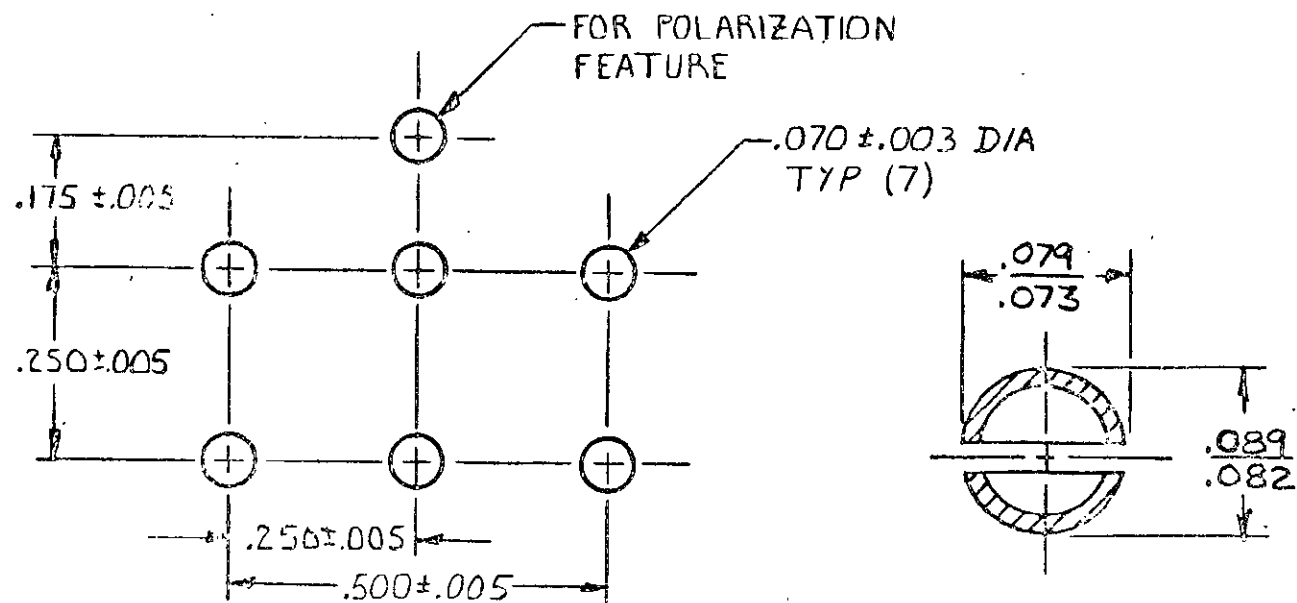 FOR POLARIZATION
FEATURE
.070 ±.003 DIA
TYP (7)
.175 ±.005
.250±.005
.250±.005
.500±.005
.079
.073
.089
.082